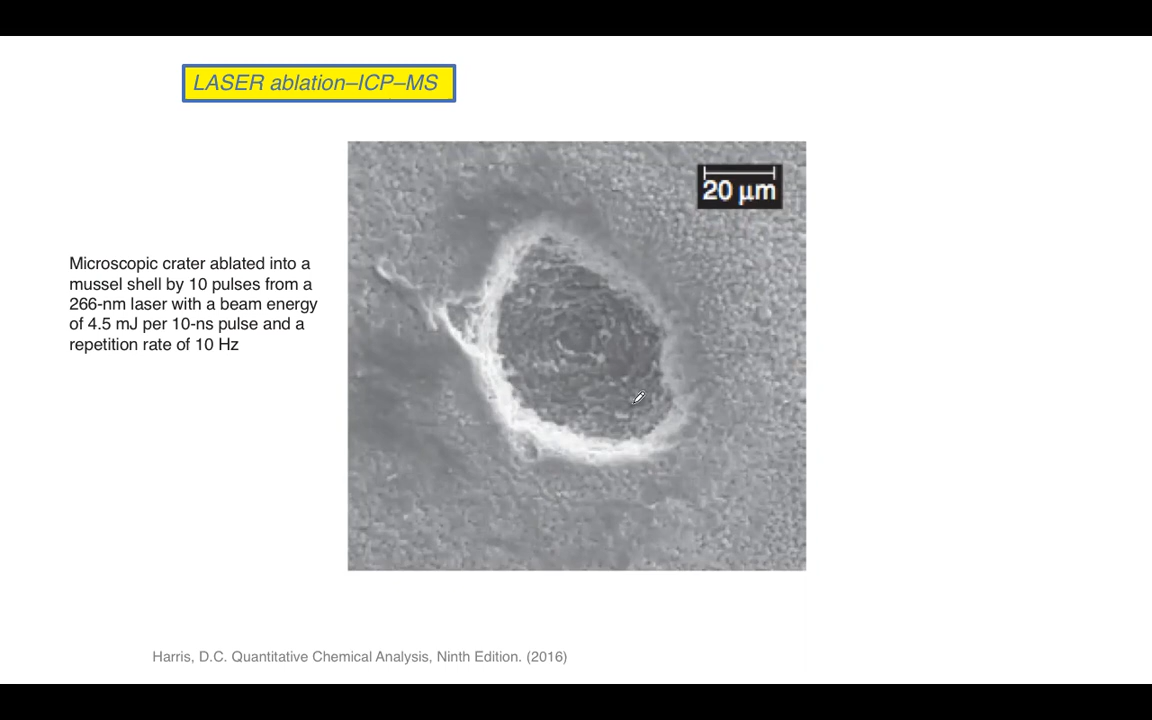 LASER ablation–ICP–MS
20 µm
Microscopic crater ablated into a
mussel shell by 10 pulses from a
266-nm laser with a beam energy
of 4.5 mJ per 10-ns pulse and a
repetition rate of 10 Hz
Harris, D.C. Quantitative Chemical Analysis, Ninth Edition. (2016)